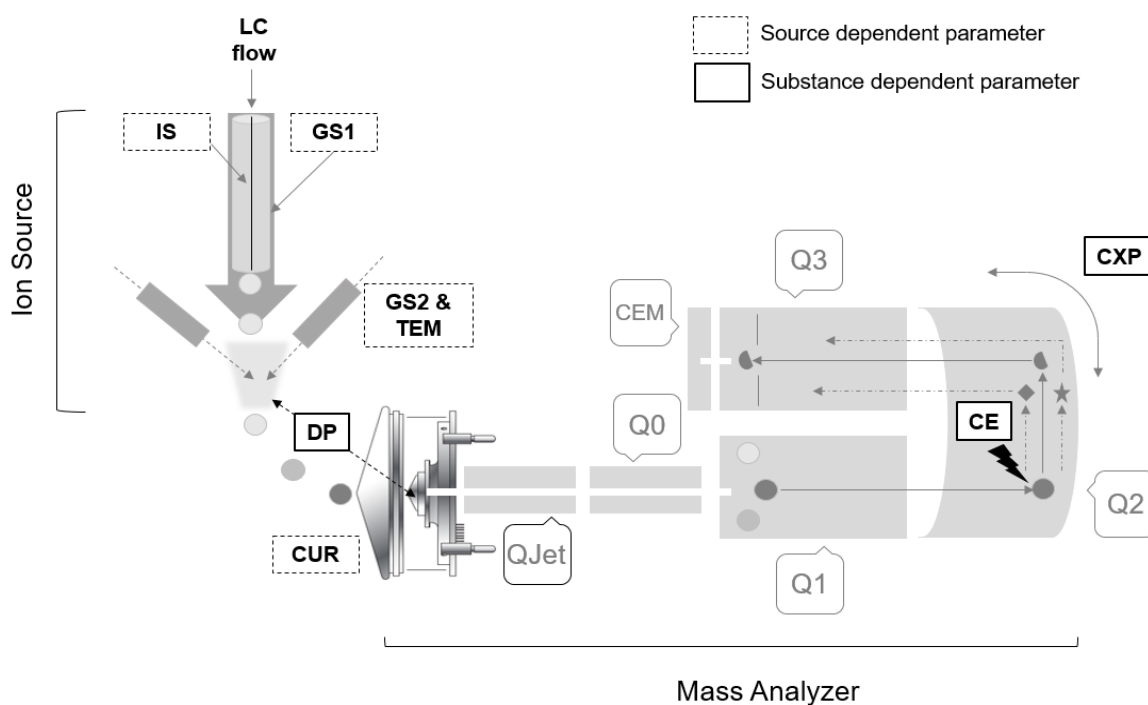 LC
flow
Source dependent parameter
Substance dependent parameter
IS
GS1
Ion Source
GS2 &
TEM
Q3
CXP
CEM
DP
Q0
CE
CUR
QJet
Q1
Q2
Mass Analyzer